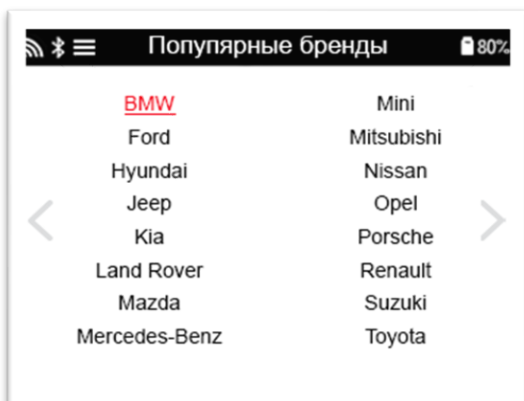 Популярные бренды 80%
BMW
Ford
Hyundai
Jeep
Kia
Land Rover
Mazda
Mercedes-Benz
Mini
Mitsubishi
Nissan
Opel
Porsche
Renault
Suzuki
Toyota